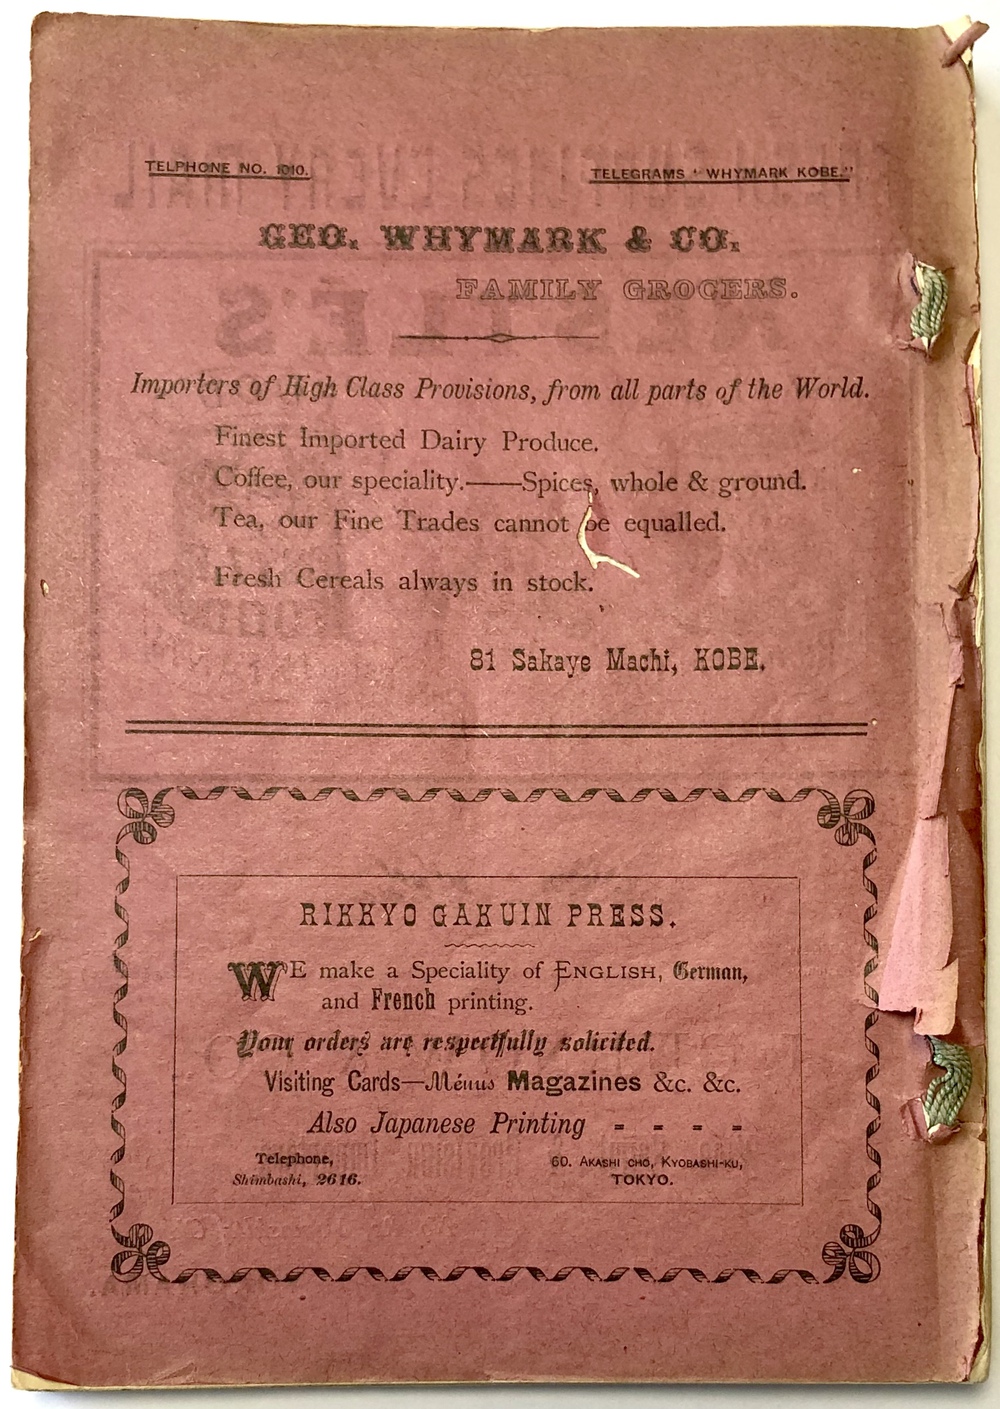 TELPHONE NO. 1010.
TELEGRAMS " WHYMARK KOBE."
GEO. WHYMARK & CO.
FAMILY GROCERS.
Importers of High Class Provisions, from all parts of the World.
Finest Imported Dairy Produce.
Coffee, our speciality.——Spices, whole & ground.
Tea, our Fine Trades cannot be equalled.
Fresh Cereals always in stock.
81 Sakaye Machi, KOBE.
RIKKYO GAKUIN PRESS.
WE make a Speciality of ENGLISH, German,
and French printing.
Your orders are respectfully solicited.
Visiting Cards—Ménus Magazines &c. &c.
Also Japanese Printing = = = =
Telephone,
Shimbashi, 2616.
60. AKASHI CHO, KYOBASHI-KU,
TOKYO.